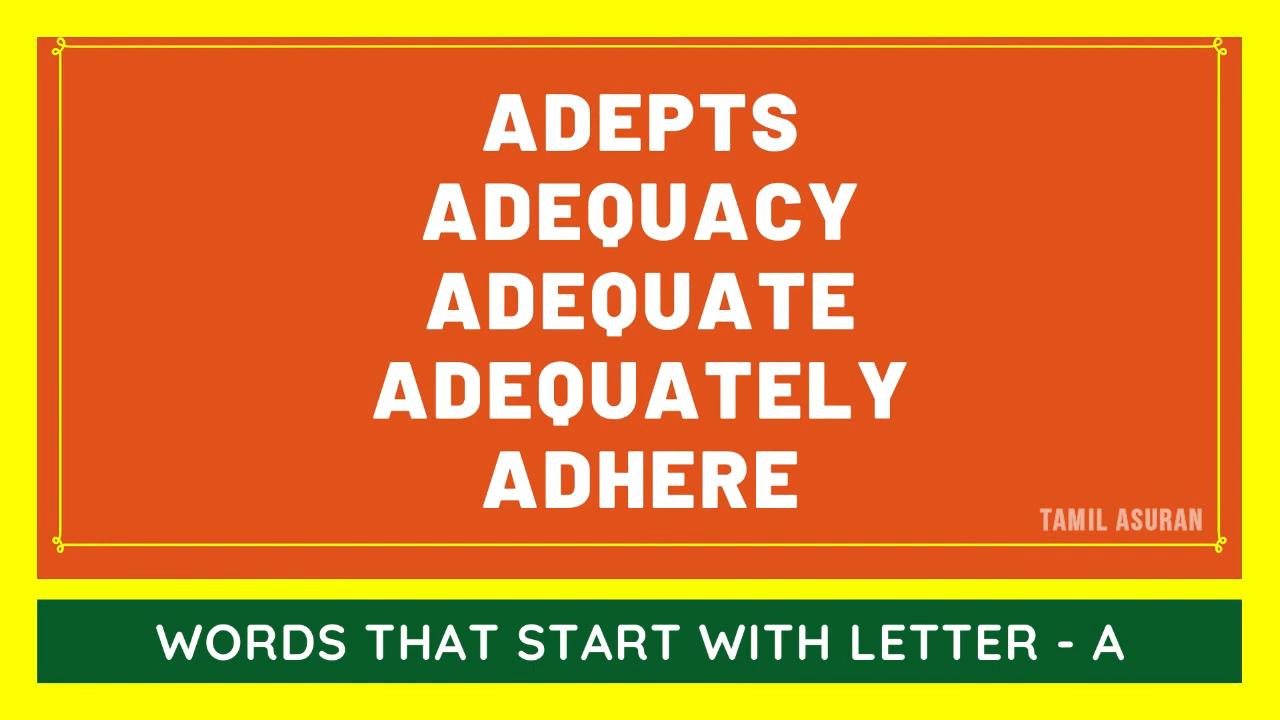 ADEPTS
ADEQUACY
ADEQUATE
ADEQUATELY
ADHERE
TAMIL ASURAN
WORDS THAT START WITH LETTER - A